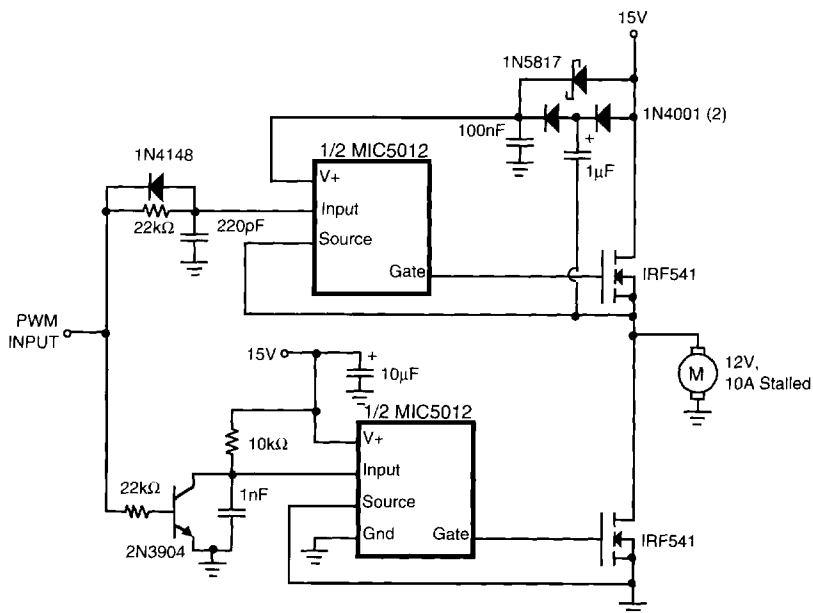 15V
1N5817
1N4001 (2)
100nF
+
1μF
1/2 MIC5012
1N4148
V+
Input
22kΩ
220pF
Source
Gate
IRF541
PWM
INPUT
15V
+
10μF
M
12V,
10A Stalled
1/2 MIC5012
10kΩ
V+
Input
22kΩ
1nF
Source
Gnd
Gate
IRF541
2N3904